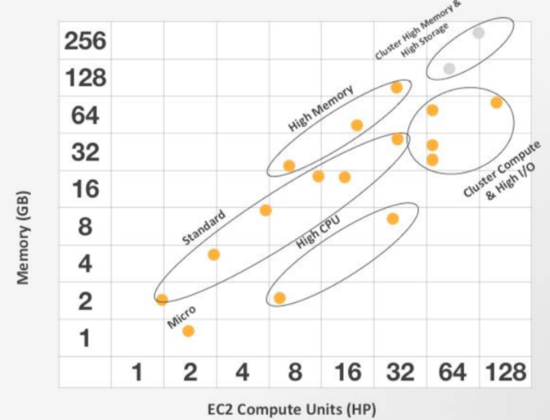 Cluster High Memory &
High Storage
256
128
64
32
16
8
4
2
1
High Memory
Standard
High CPU
Cluster Compute
& High I/O
Micro
Memory (GB)
1 2 4 8 16 32 64 128
EC2 Compute Units (HP)